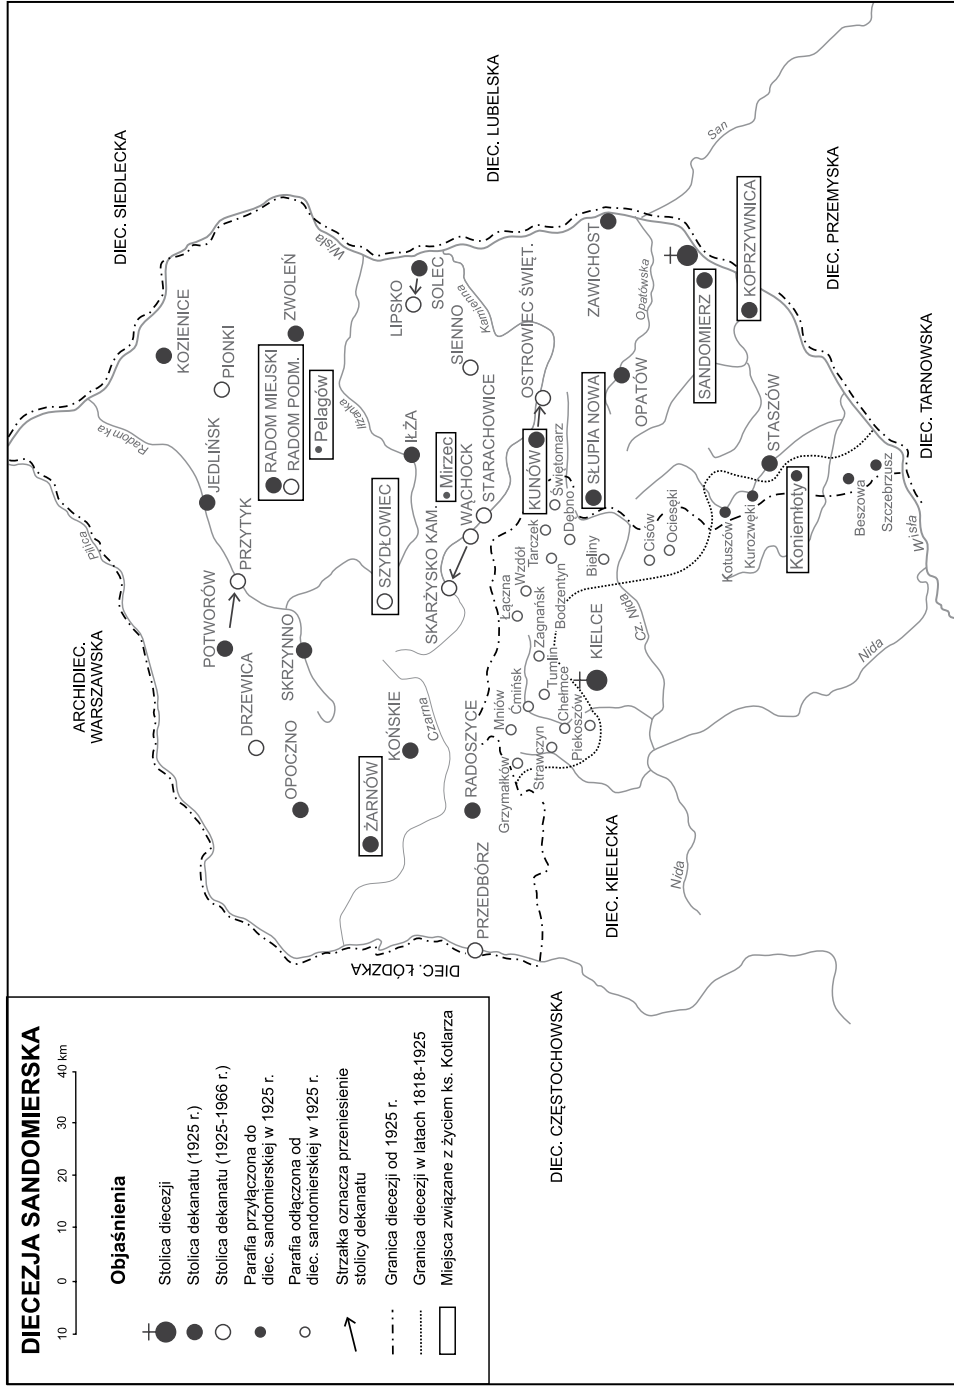 DIECEZJA SANDOMIERSKA
10 0 10 20 30 40 km
Objaśnienia
Stolica diecezji
Stolica dekanatu (1925 r.)
Stolica dekanatu (1925-1966 r.)
Parafia przyłączona do
diec. sandomierskiej w 1925 r.
Parafia odłączona od
diec. sandomierskiej w 1925 r.
Strzałka oznacza przeniesienie
stolicy dekanatu
Granica diecezji od 1925 r.
Granica diecezji w latach 1818-1925
Miejsca związane z życiem ks. Kotlarza
ARCHIDIEC.
WARSZAWSKA
DIEC. SIEDLECKA
DIEC. LUBELSKA
DIEC. PRZEMYSKA
DIEC. TARNOWSKA
DIEC. KIELECKA
DIEC. CZĘSTOCHOWSKA
DIEC. ŁÓDZKA
Pilica
Radomka
Wisła
Iłżanka
Kamienna
Opatówska
San
Czarna
Cz. Nida
Nida
Nida
Wisła
KOZIENICE
PIONKI
ZWOLEŃ
JEDLIŃSK
RADOM MIEJSKI
RADOM PODM.
Pelagów
PRZYTYK
POTWORÓW
DRZEWICA
SKRZYNNO
OPOCZNO
SZYDŁOWIEC
IŁŻA
Mirzec
LIPSKO
SOLEC
SIENNO
STARACHOWICE
WĄCHOCK
SKARŻYSKO KAM.
KOŃSKIE
ŻARNÓW
RADOSZYCE
PRZEDBÓRZ
OSTROWIEC ŚWIĘT.
KUNÓW
ZAWICHOST
SŁUPIA NOWA
OPATÓW
SANDOMIERZ
KOPRZYWNICA
STASZÓW
Koniemłoty
Kurozwęki
Kotuszów
Beszowa
Szczebrzusz
Świętomarz
Dębno
Tarczek
Wzdół
Bodzentyn
Łączna
Zagnańsk
Bieliny
Cisów
Ociesęki
KIELCE
Tumlin
Chełmce
Piekoszów
Ćmińsk
Mniów
Strawczyn
Grzymałków